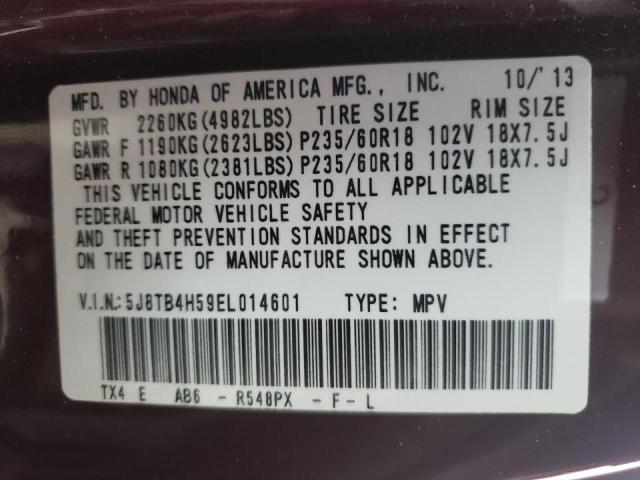 MFD. BY HONDA OF AMERICA MFG., INC. 10/'13
GVWR 2260KG(4982LBS) TIRE SIZE RIM SIZE
GAWR F 1190KG(2623LBS)P235/60R18 102V 18X7.5J
GAWR R 1080KG(2381LBS)P235/60R18 102V 18X7.5J
THIS VEHICLE CONFORMS TO ALL APPLICABLE
FEDERAL MOTOR VEHICLE SAFETY
AND THEFT PREVENTION STANDARDS IN EFFECT
ON THE DATE OF MANUFACTURE SHOWN ABOVE.
V.I.N.:5J8TB4H59EL014601 TYPE: MPV
TX4 E AB6 - R548PX - F - L